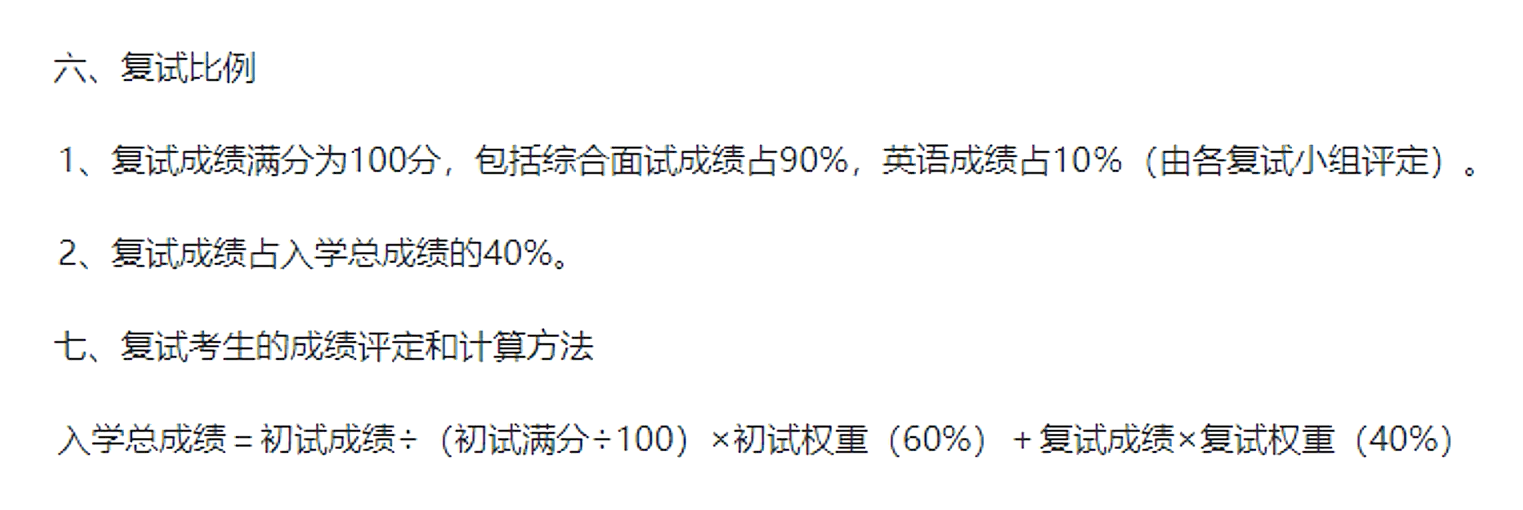 六、复试比例
1、复试成绩满分为100分，包括综合面试成绩占90%，英语成绩占10%（由各复试小组评定）。
2、复试成绩占入学总成绩的40%。
七、复试考生的成绩评定和计算方法
入学总成绩＝初试成绩÷（初试满分÷100）×初试权重（60%）＋复试成绩×复试权重（40%）